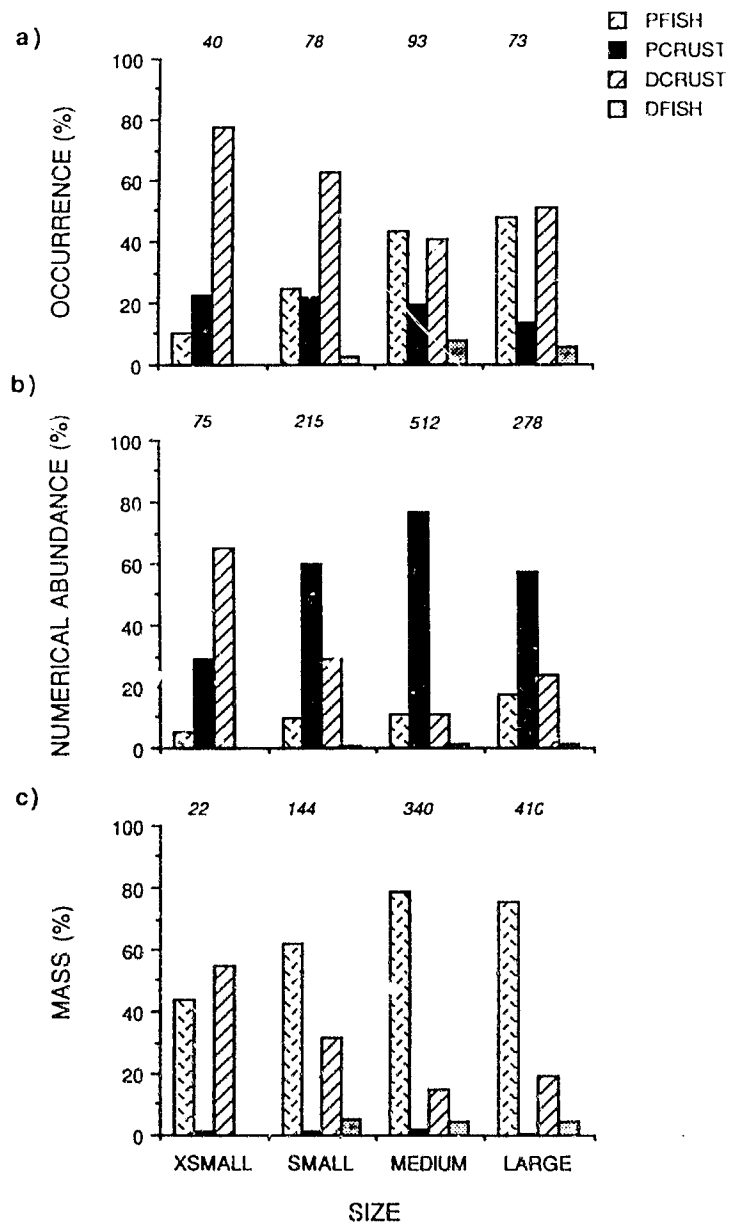 PFISH
PCRUST
DCRUST
DFISH
a)
40 78 93 73
100
80
60
40
20
0
OCCURRENCE (%)
b)
75 215 512 278
100
80
60
40
20
0
NUMERICAL ABUNDANCE (%)
c)
22 144 340 410
100
80
60
40
20
0
MASS (%)
XSMALL SMALL MEDIUM LARGE
SIZE